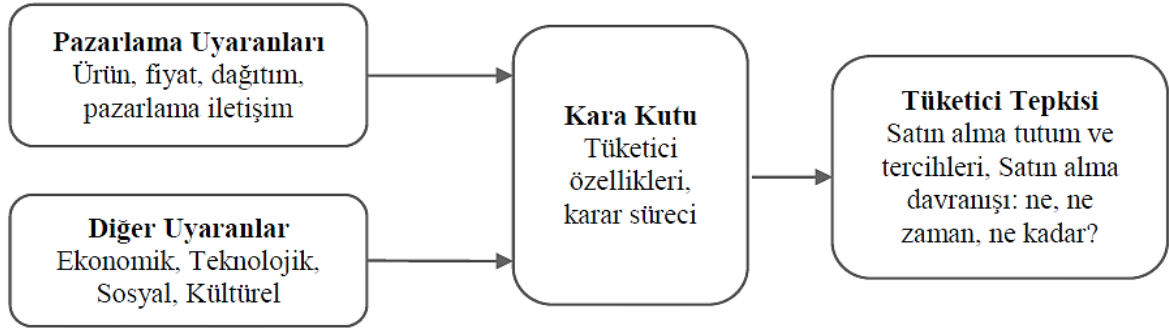 Pazarlama Uyaranları
Ürün, fiyat, dağıtım,
pazarlama iletişim
Diğer Uyaranlar
Ekonomik, Teknolojik,
Sosyal, Kültürel
Kara Kutu
Tüketici
özellikleri,
karar süreci
Tüketici Tepkisi
Satın alma tutum ve
tercihleri, Satın alma
davranışı: ne, ne
zaman, ne kadar?